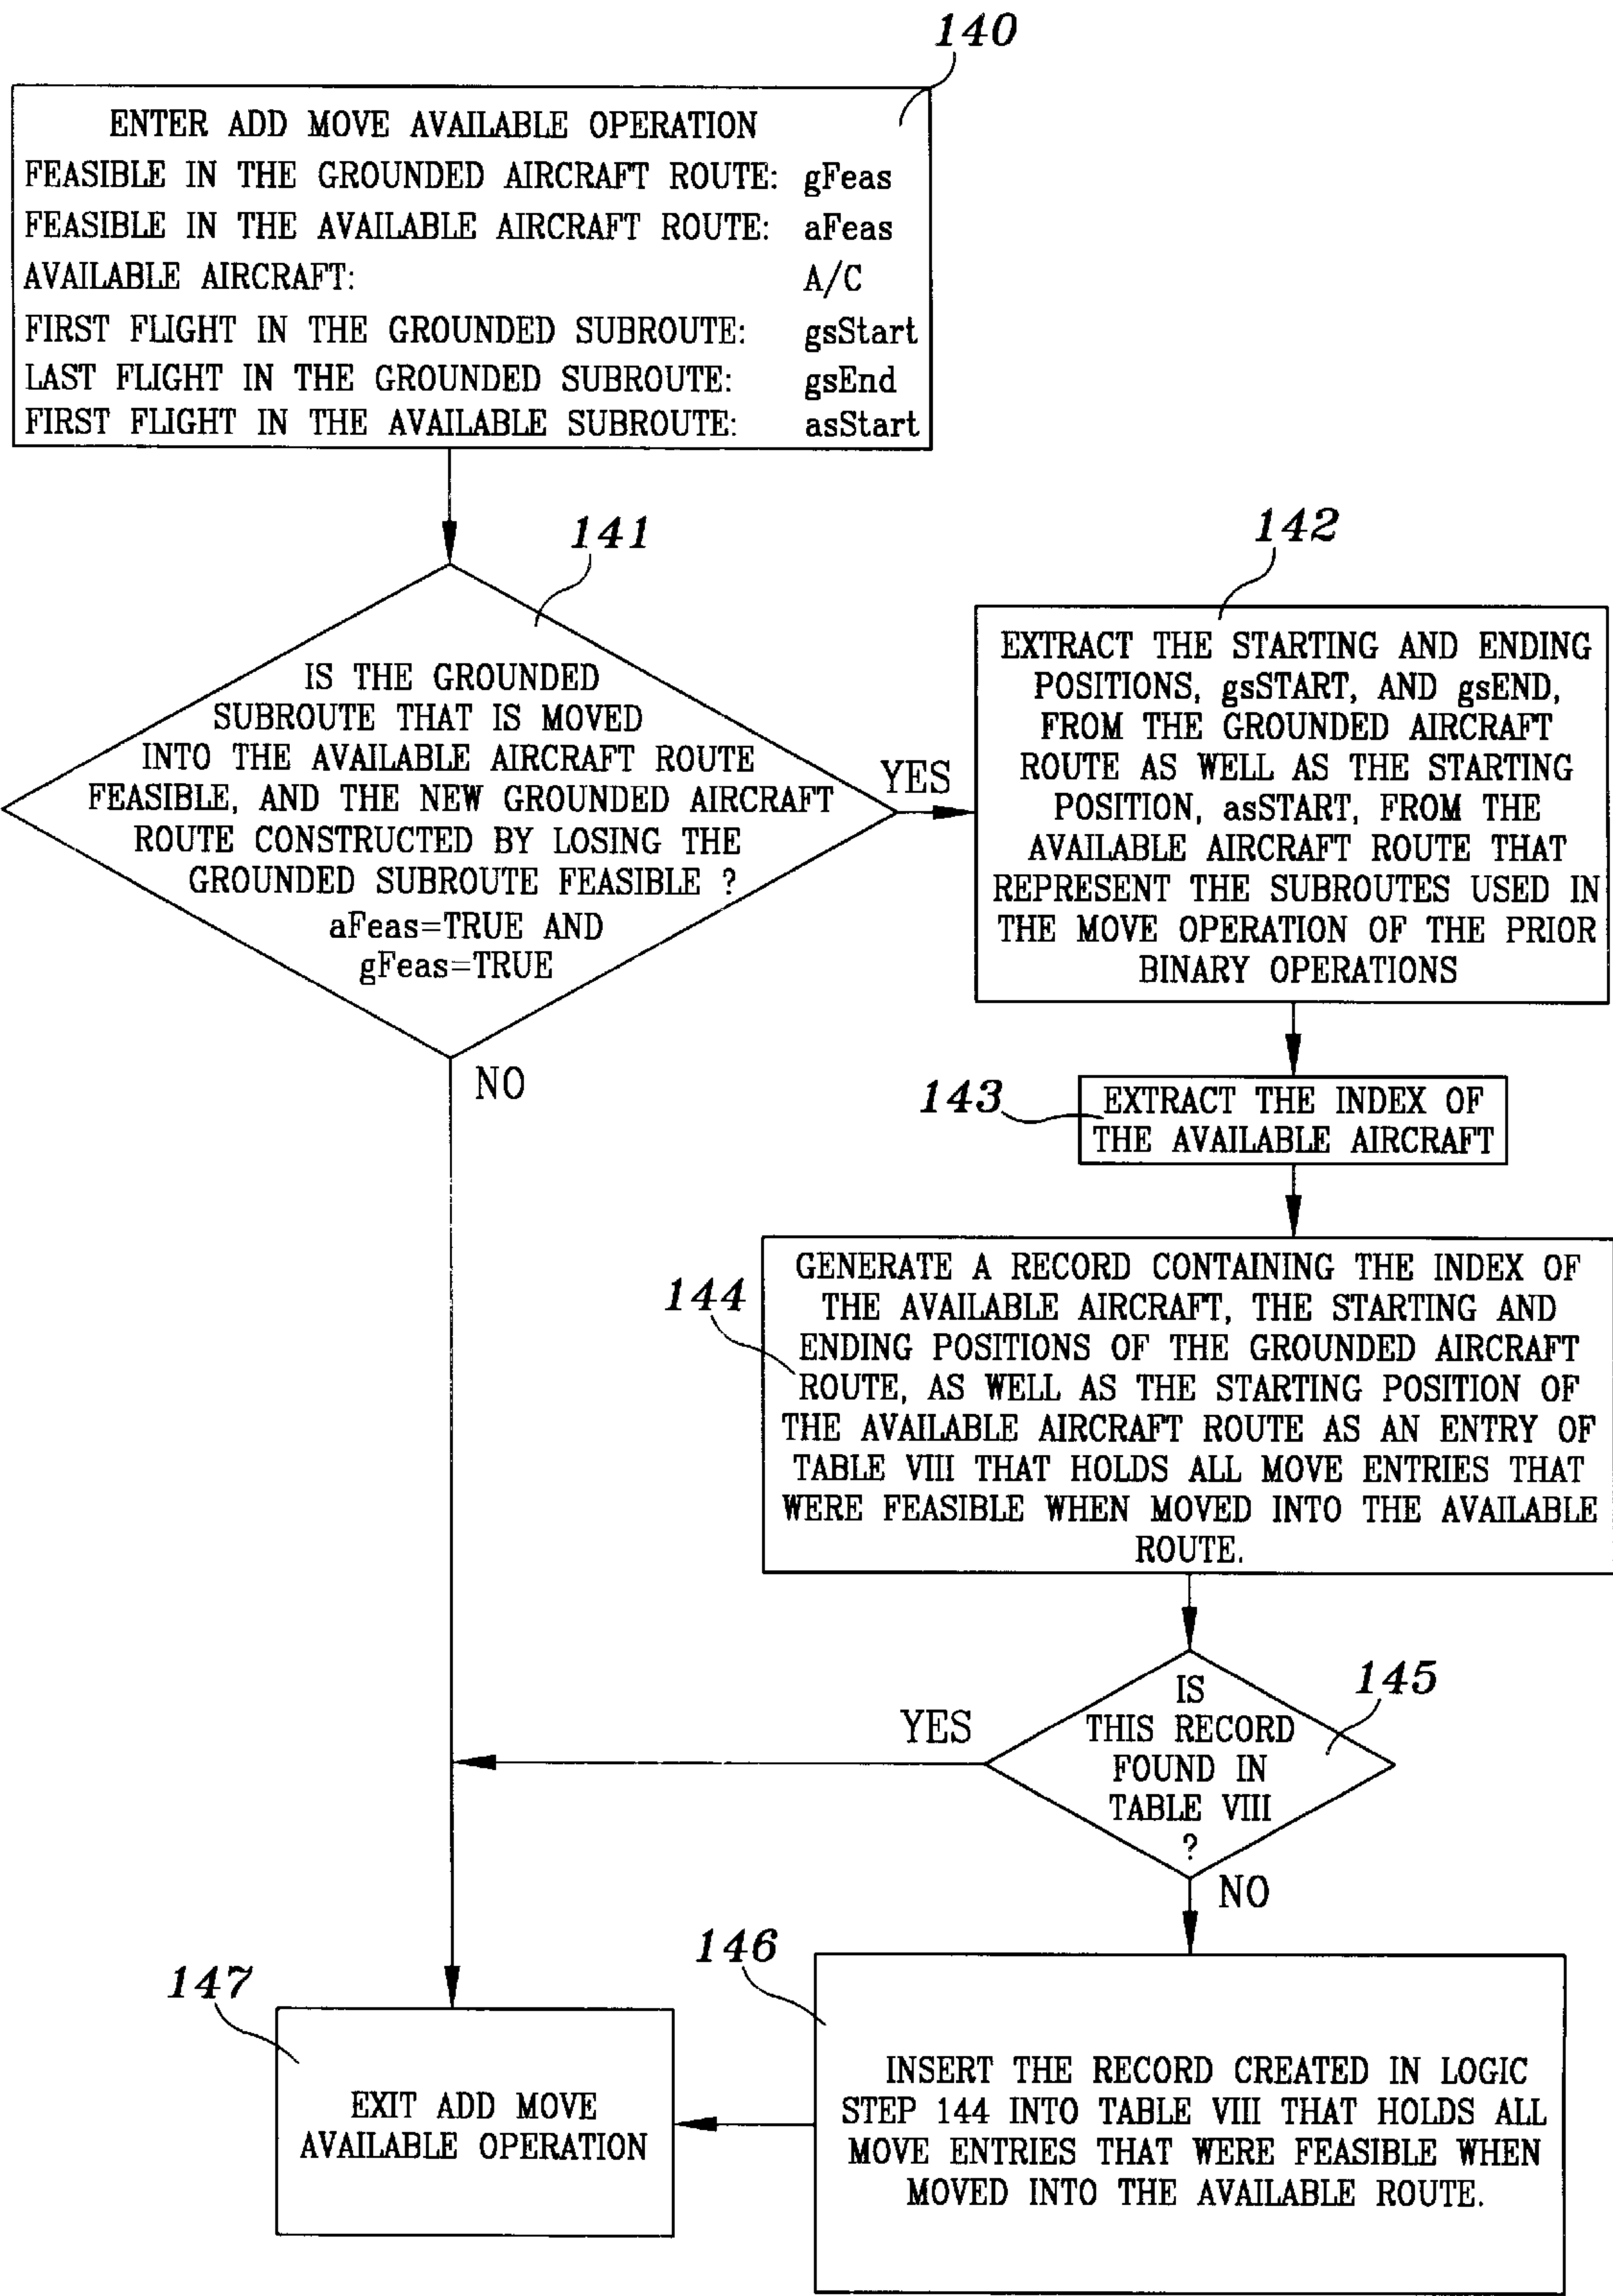 140
ENTER ADD MOVE AVAILABLE OPERATION
FEASIBLE IN THE GROUNDED AIRCRAFT ROUTE: gFeas
FEASIBLE IN THE AVAILABLE AIRCRAFT ROUTE: aFeas
AVAILABLE AIRCRAFT: A/C
FIRST FLIGHT IN THE GROUNDED SUBROUTE: gsStart
LAST FLIGHT IN THE GROUNDED SUBROUTE: gsEnd
FIRST FLIGHT IN THE AVAILABLE SUBROUTE: asStart
141
IS THE GROUNDED
SUBROUTE THAT IS MOVED
INTO THE AVAILABLE AIRCRAFT ROUTE
FEASIBLE, AND THE NEW GROUNDED AIRCRAFT
ROUTE CONSTRUCTED BY LOSING THE
GROUNDED SUBROUTE FEASIBLE ?
aFeas=TRUE AND
gFeas=TRUE
YES
NO
142
EXTRACT THE STARTING AND ENDING
POSITIONS, gsSTART, AND gsEND,
FROM THE GROUNDED AIRCRAFT
ROUTE AS WELL AS THE STARTING
POSITION, asSTART, FROM THE
AVAILABLE AIRCRAFT ROUTE THAT
REPRESENT THE SUBROUTES USED IN
THE MOVE OPERATION OF THE PRIOR
BINARY OPERATIONS
143
EXTRACT THE INDEX OF
THE AVAILABLE AIRCRAFT
144
GENERATE A RECORD CONTAINING THE INDEX OF
THE AVAILABLE AIRCRAFT, THE STARTING AND
ENDING POSITIONS OF THE GROUNDED AIRCRAFT
ROUTE, AS WELL AS THE STARTING POSITION OF
THE AVAILABLE AIRCRAFT ROUTE AS AN ENTRY OF
TABLE VIII THAT HOLDS ALL MOVE ENTRIES THAT
WERE FEASIBLE WHEN MOVED INTO THE AVAILABLE
ROUTE.
145
IS
THIS RECORD
FOUND IN
TABLE VIII
?
YES
NO
146
INSERT THE RECORD CREATED IN LOGIC
STEP 144 INTO TABLE VIII THAT HOLDS ALL
MOVE ENTRIES THAT WERE FEASIBLE WHEN
MOVED INTO THE AVAILABLE ROUTE.
147
EXIT ADD MOVE
AVAILABLE OPERATION